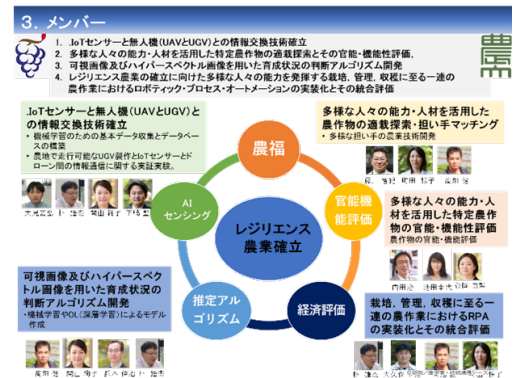 3. メンバー
1. .IoTセンサーと無人機(UAVとUGV)との情報交換技術確立
2. 多様な人々の能力・人材を活用した特定農作物の適栽探索とその官能・機能性評価,
3. 可視画像及びハイパースペクトル画像を用いた育成状況の判断アルゴリズム開発
4. レジリエンス農業の確立に向けた多様な人々の能力を発揮する栽培, 管理, 収穫に至る一連の
農作業におけるロボティック・プロセス・オートメーションの実装化とその統合評価
.IoTセンサーと無人機(UAVとUGV)と
の情報交換技術確立
• 機械学習のための基本データ収集とデータベー
スの構築
• 農地で走行可能なUGV製作とIoTセンサーとド
ローン間の情報通信に関する実証実験。
多様な人々の能力・人材を活用した
農作物の適栽探索・担い手マッチング
• 多様な担い手の農業技術開発
農福
AI
センシング
官能機
能評価
レジリエンス
農業確立
推定アル
ゴリズム
経済評価
多様な人々の能力・人
材を活用した特定農作
物の官能・機能性評価
農作物の官能・機能評価
可視画像及びハイパースペク
トル画像を用いた育成状況の
判断アルゴリズム開発
・機械学習やDL(深層学習)によるモデル
作成
栽培, 管理, 収穫に至る一
連の農作業におけるRPA
の実装化とその統合評価